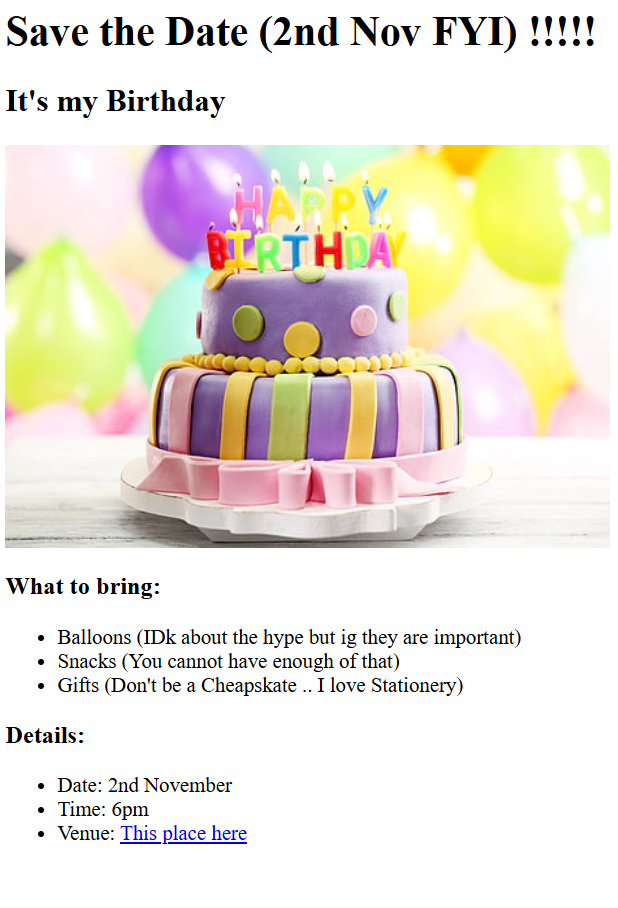 Save the Date (2nd Nov FYI) !!!!!
It's my Birthday
HAPPY
BIRTHDAY
What to bring:
Balloons (IDk about the hype but ig they are important)
Snacks (You cannot have enough of that)
Gifts (Don't be a Cheapskate .. I love Stationery)
Details:
Date: 2nd November
Time: 6pm
Venue: This place here